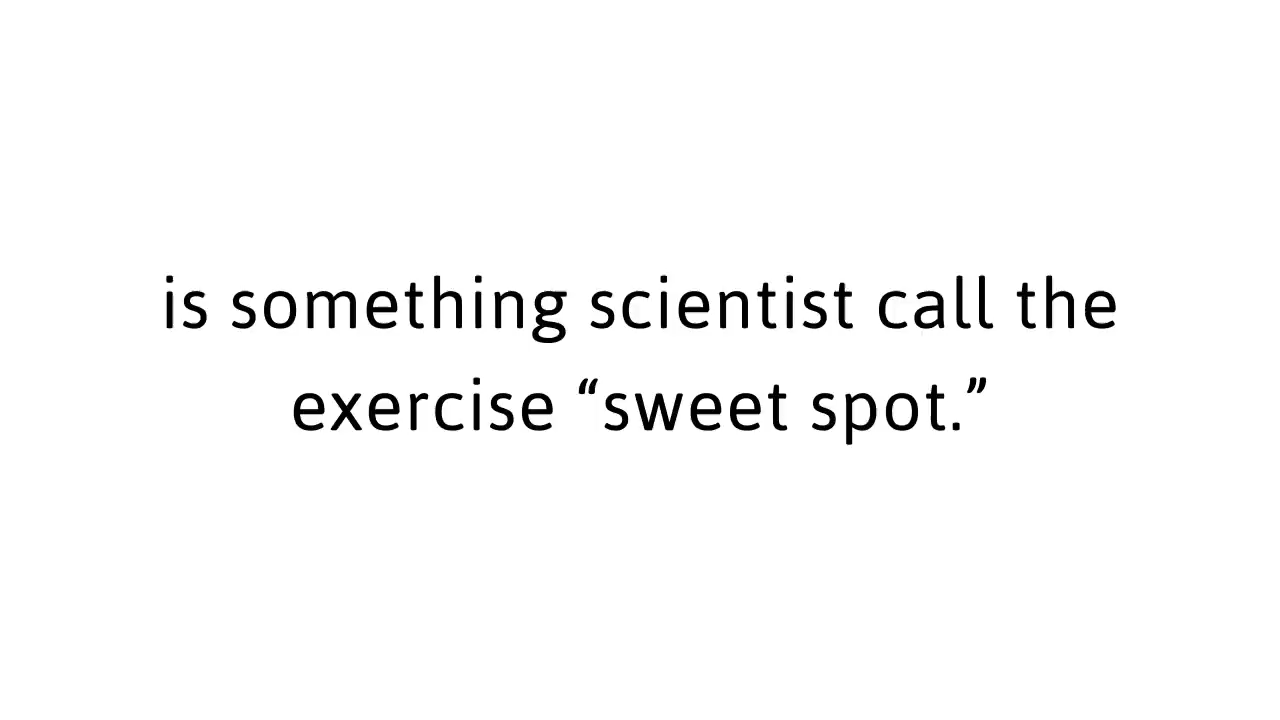 is something scientist call the
exercise “sweet spot.”